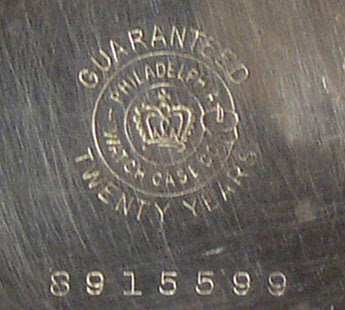 GUARANTEED
PHILADELPHIA
WATCH CASE CO.
TWENTY YEARS
8915599